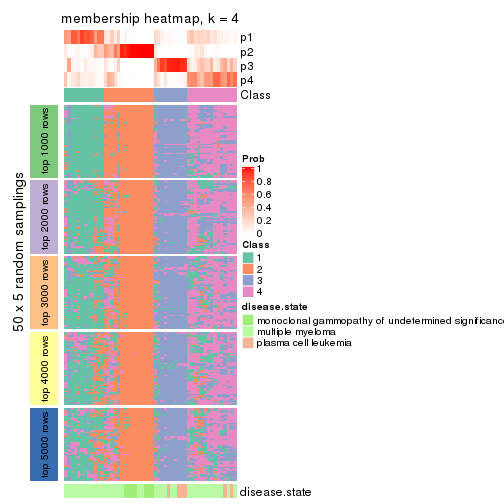 membership heatmap, k = 4
p1
p2
p3
p4
Class
50 x 5 random samplings
top 1000 rows
top 2000 rows
top 3000 rows
top 4000 rows
top 5000 rows
disease.state
Prob
1
0.8
0.6
0.4
0.2
0
Class
1
2
3
4
disease.state
monoclonal gammopathy of undetermined significance
multiple myeloma
plasma cell leukemia